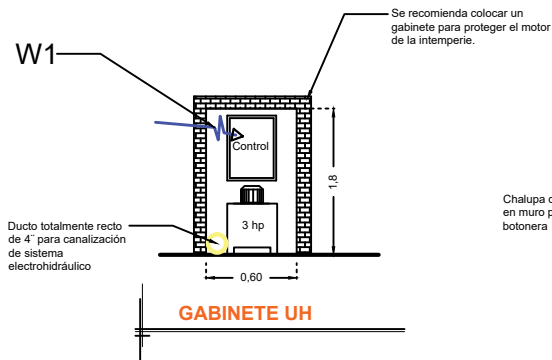 Se recomienda colocar un
gabinete para proteger el motor
de la intemperie.
W1
Control
1,8
3 hp
Ducto totalmente recto
de 4¨ para canalización
de sistema
electrohidráulico
0,60
GABINETE UH
Chalupa
en muro
botonera